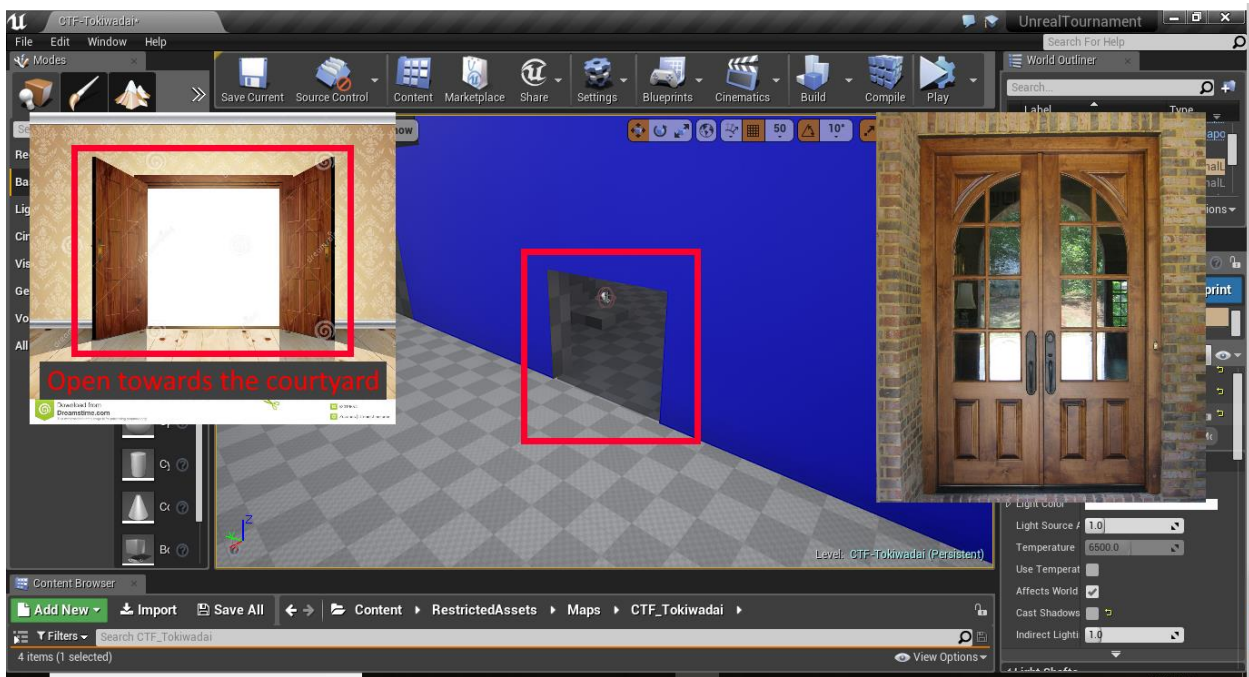 CTF-Tokiwadai*
UnrealTournament
File Edit Window Help
Search For Help
Modes
World Outliner
Save Current Source Control Content Marketplace Share Settings Blueprints Cinematics Build Compile Play
Search...
Label Type
50 10°
Open towards the courtyard
Download from
Dreamstime.com
Level: CTF-Tokiwadai (Persistent)
Light Color
Light Source A 1.0
Temperature 6500.0
Use Temperat
Affects World
Cast Shadows
Indirect Lighti 1.0
Content Browser
Add New Import Save All Content RestrictedAssets Maps CTF_Tokiwadai
Filters Search CTF_Tokiwadai
4 items (1 selected) View Options